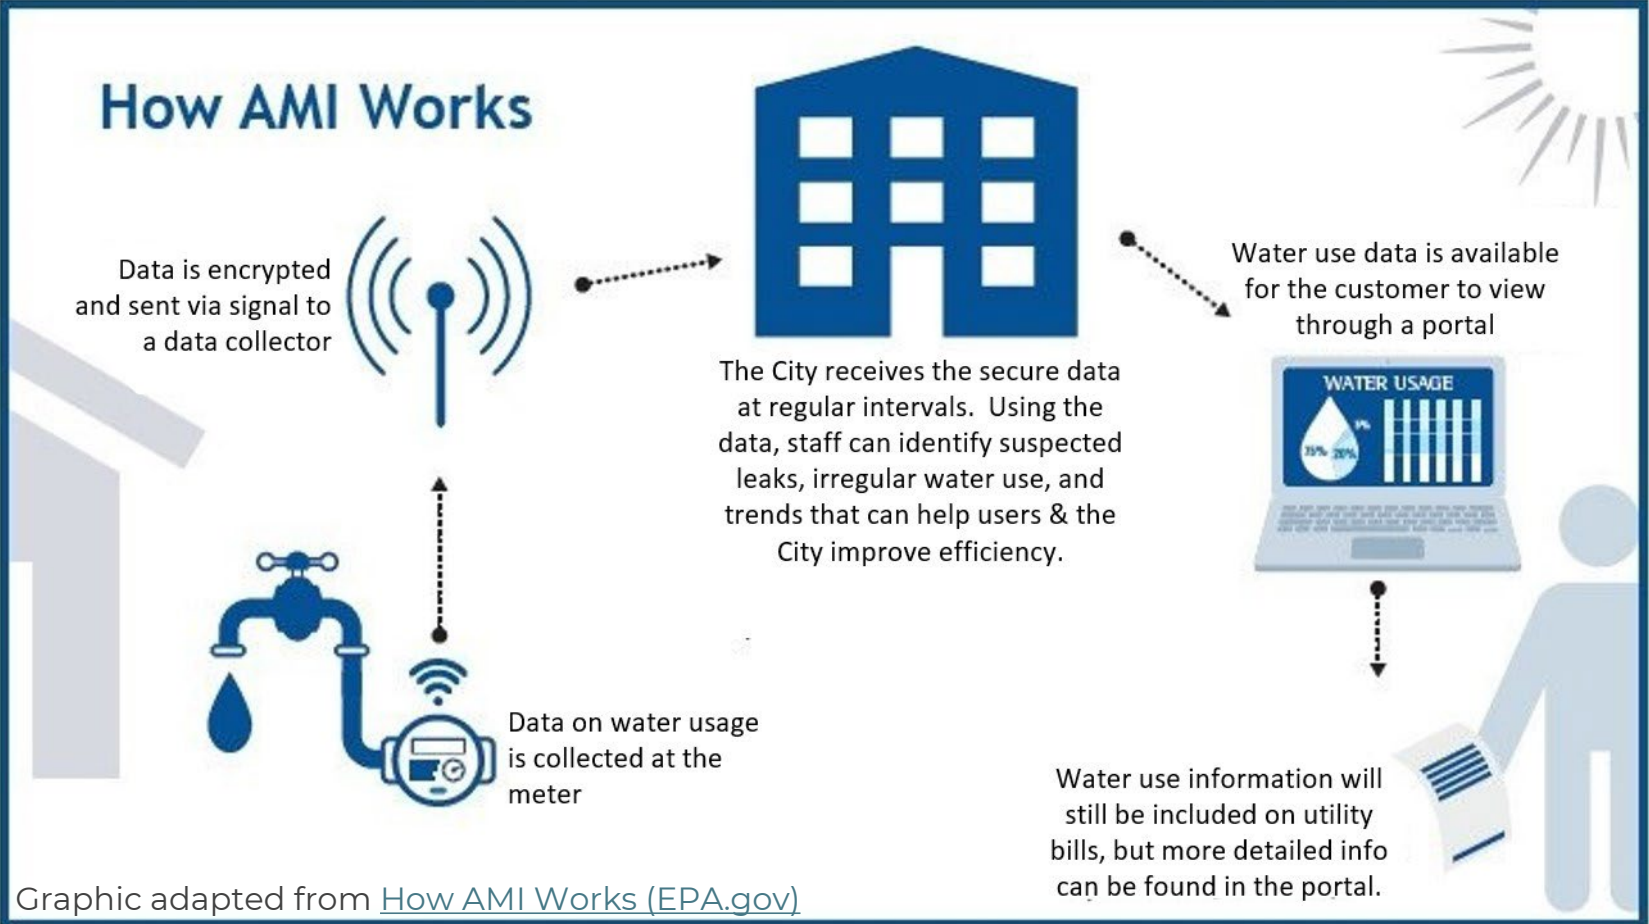 How AMI Works
Data is encrypted
and sent via signal to
a data collector
Data on water usage
is collected at the
meter
The City receives the secure data
at regular intervals.  Using the
data, staff can identify suspected
leaks, irregular water use, and
trends that can help users & the
City improve efficiency.
Water use data is available
for the customer to view
through a portal
WATER USAGE
20%
Water use information will
still be included on utility
bills, but more detailed info
can be found in the portal.
Graphic adapted from How AMI Works (EPA.gov)